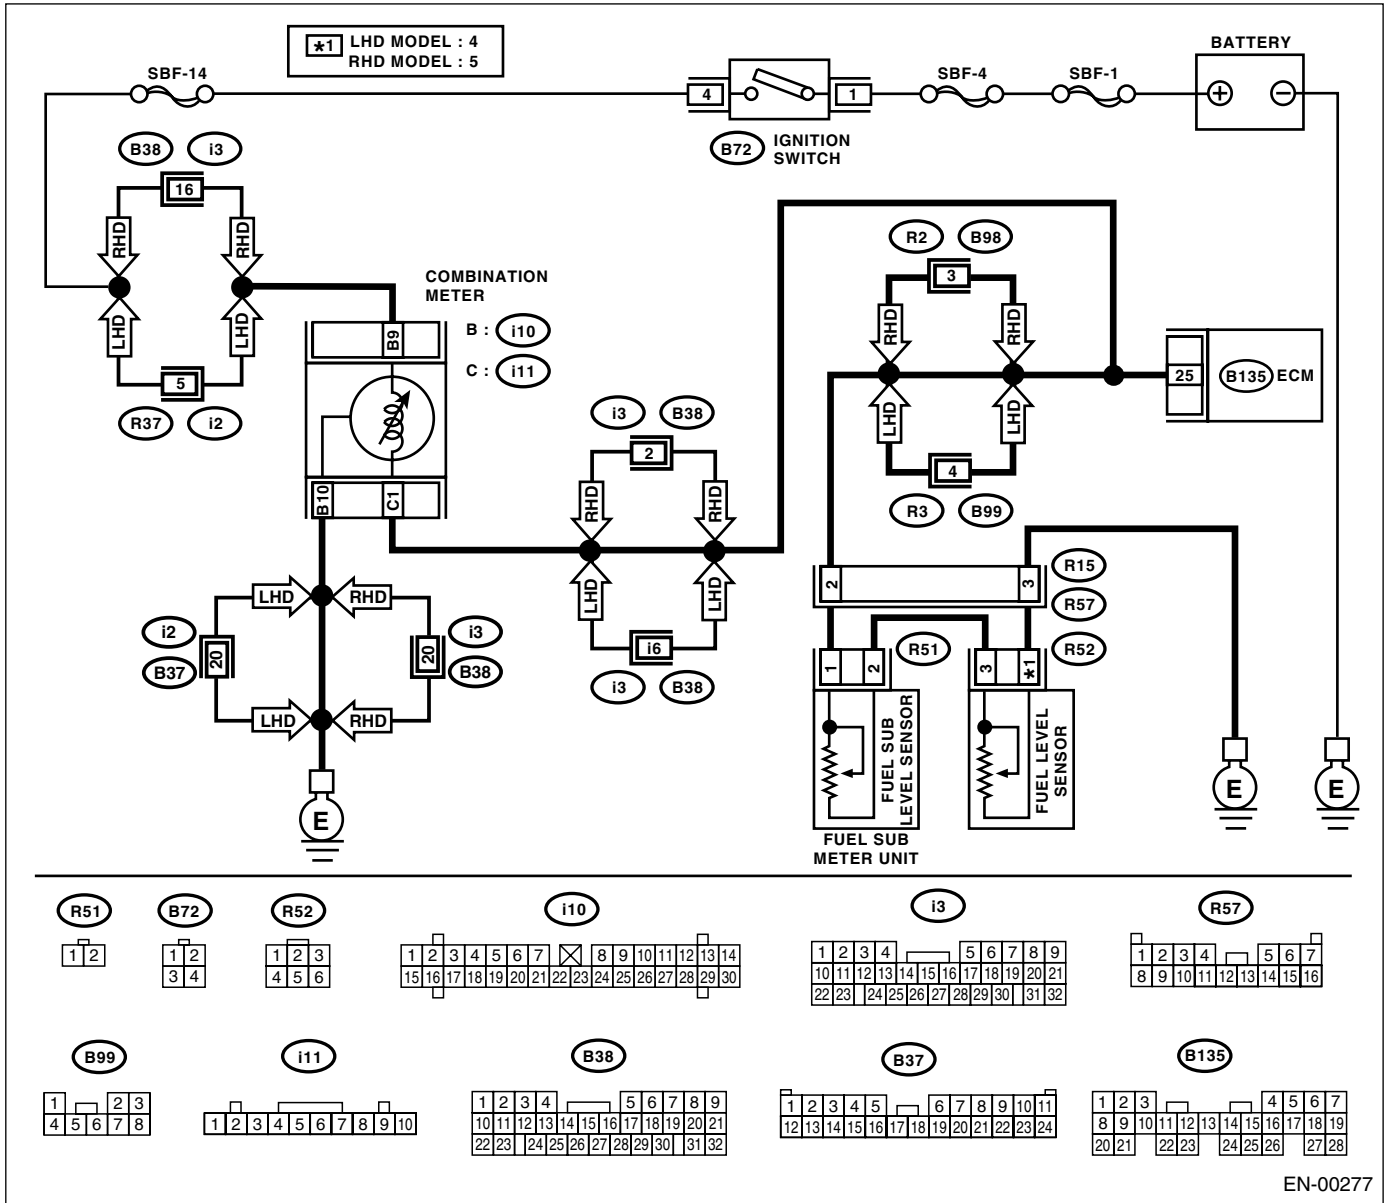 *1 LHD MODEL : 4
RHD MODEL : 5
BATTERY
SBF-14
SBF-4
SBF-1
4
1
+
−
B72
IGNITION
SWITCH
B38
i3
16
RHD
RHD
LHD
LHD
5
R37
i2
COMBINATION
METER
B : i10
C : i11
B9
B10
C1
R2
B98
3
RHD
RHD
LHD
LHD
4
R3
B99
25
B135
ECM
i3
B38
2
RHD
RHD
LHD
LHD
i6
i3
B38
LHD
RHD
i2
B37
20
20
i3
B38
LHD
RHD
E
2
3
R15
R57
1
2
R51
3
*1
R52
FUEL SUB
LEVEL SENSOR
FUEL LEVEL
SENSOR
FUEL SUB
METER UNIT
E
E
R51
1 2
B72
1 2
3 4
R52
1 2 3
4 5 6
i10
1 2 3 4 5 6 7 8 9 10 11 12 13 14
15 16 17 18 19 20 21 22 23 24 25 26 27 28 29 30
i3
1 2 3 4 5 6 7 8 9
10 11 12 13 14 15 16 17 18 19 20 21
22 23 24 25 26 27 28 29 30 31 32
R57
1 2 3 4 5 6 7
8 9 10 11 12 13 14 15 16
B99
1 2 3
4 5 6 7 8
i11
1 2 3 4 5 6 7 8 9 10
B38
1 2 3 4 5 6 7 8 9
10 11 12 13 14 15 16 17 18 19 20 21
22 23 24 25 26 27 28 29 30 31 32
B37
1 2 3 4 5 6 7 8 9 10 11
12 13 14 15 16 17 18 19 20 21 22 23 24
B135
1 2 3 4 5 6 7
8 9 10 11 12 13 14 15 16 17 18 19
20 21 22 23 24 25 26 27 28
EN-00277